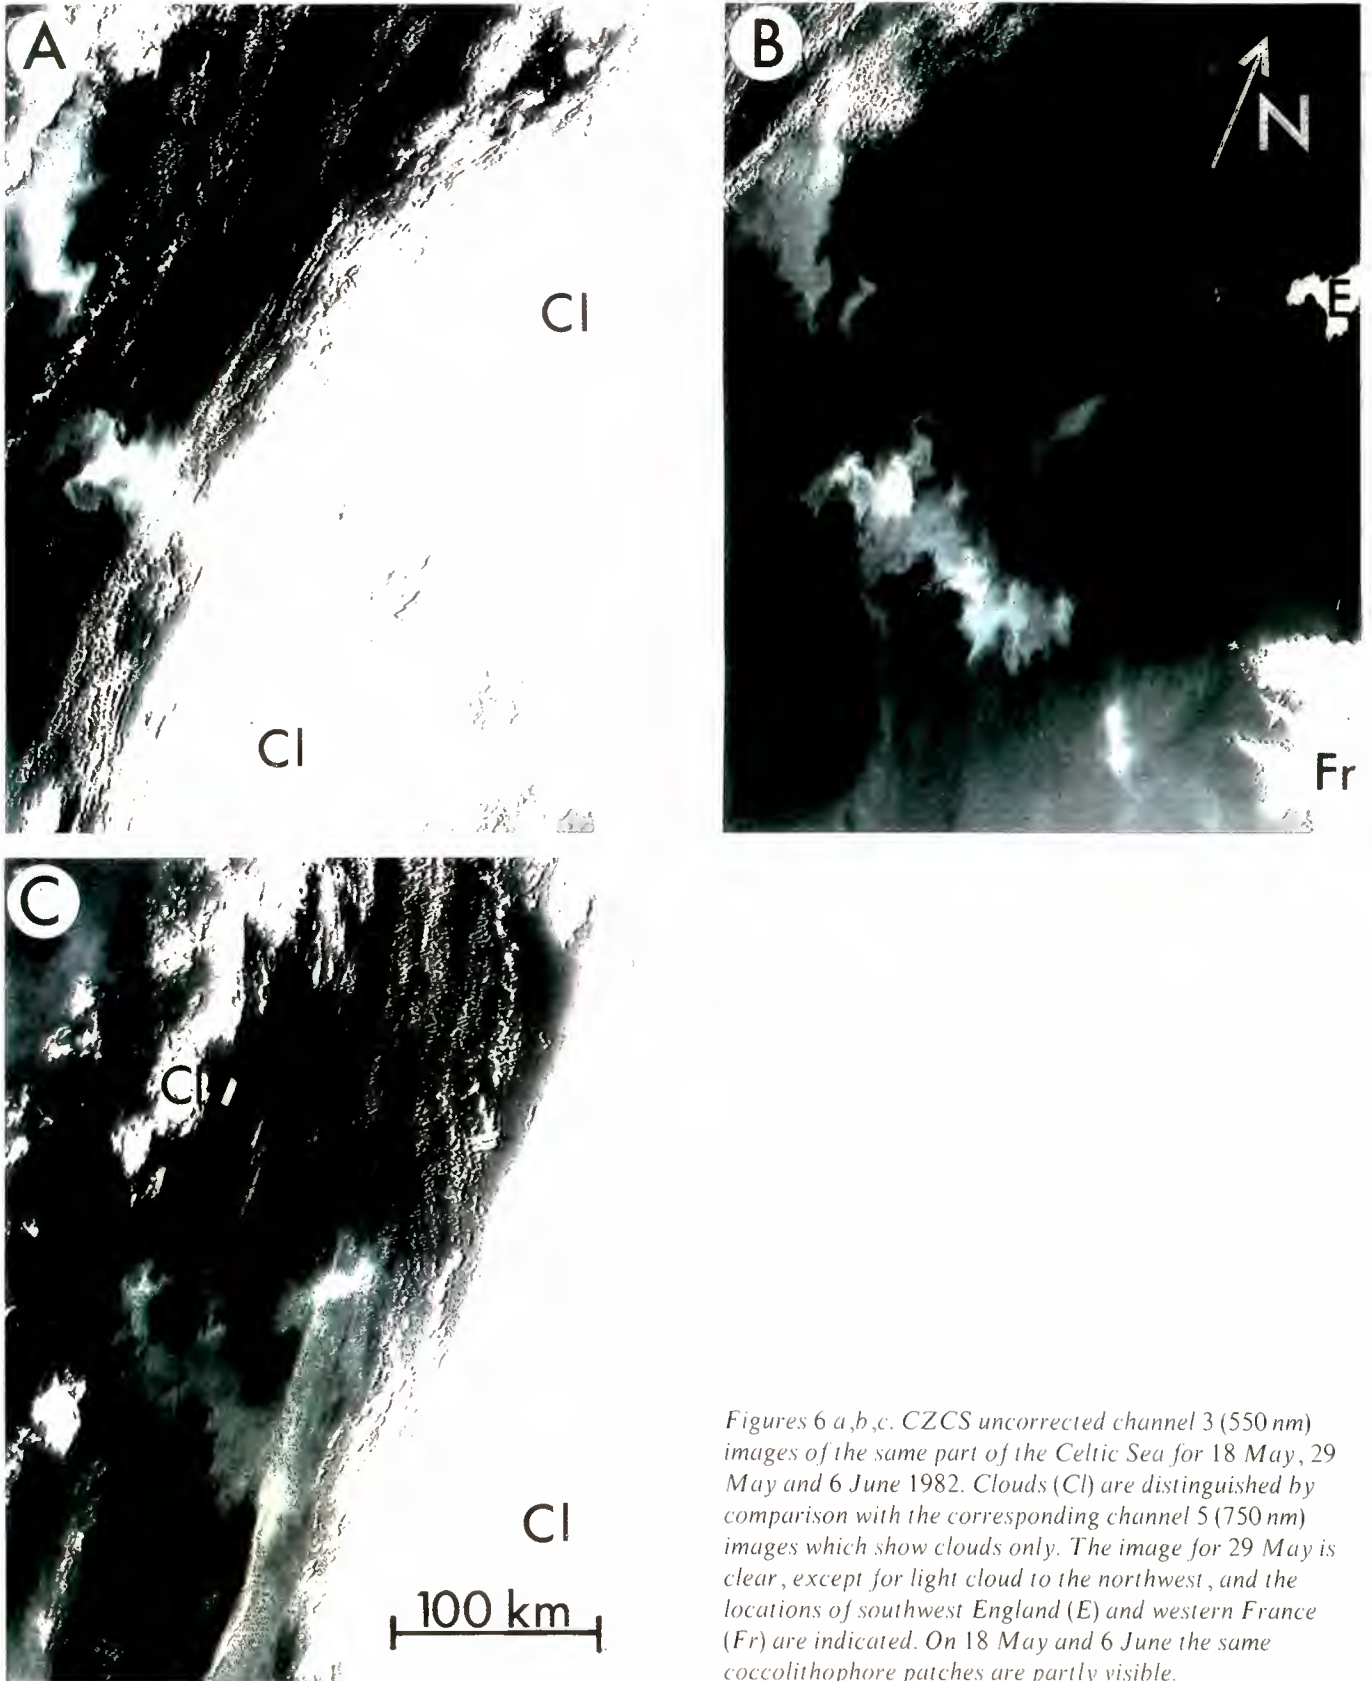 A
B
N
Cl
E
Cl
Fr
C
Cl
Cl
100 km
Figures 6 a,b,c. CZCS uncorrected channel 3 (550 nm)
images of the same part of the Celtic Sea for 18 May, 29
May and 6 June 1982. Clouds (Cl) are distinguished by
comparison with the corresponding channel 5 (750 nm)
images which show clouds only. The image for 29 May is
clear, except for light cloud to the northwest, and the
locations of southwest England (E) and western France
(Fr) are indicated. On 18 May and 6 June the same
coccolithophore patches are partly visible.